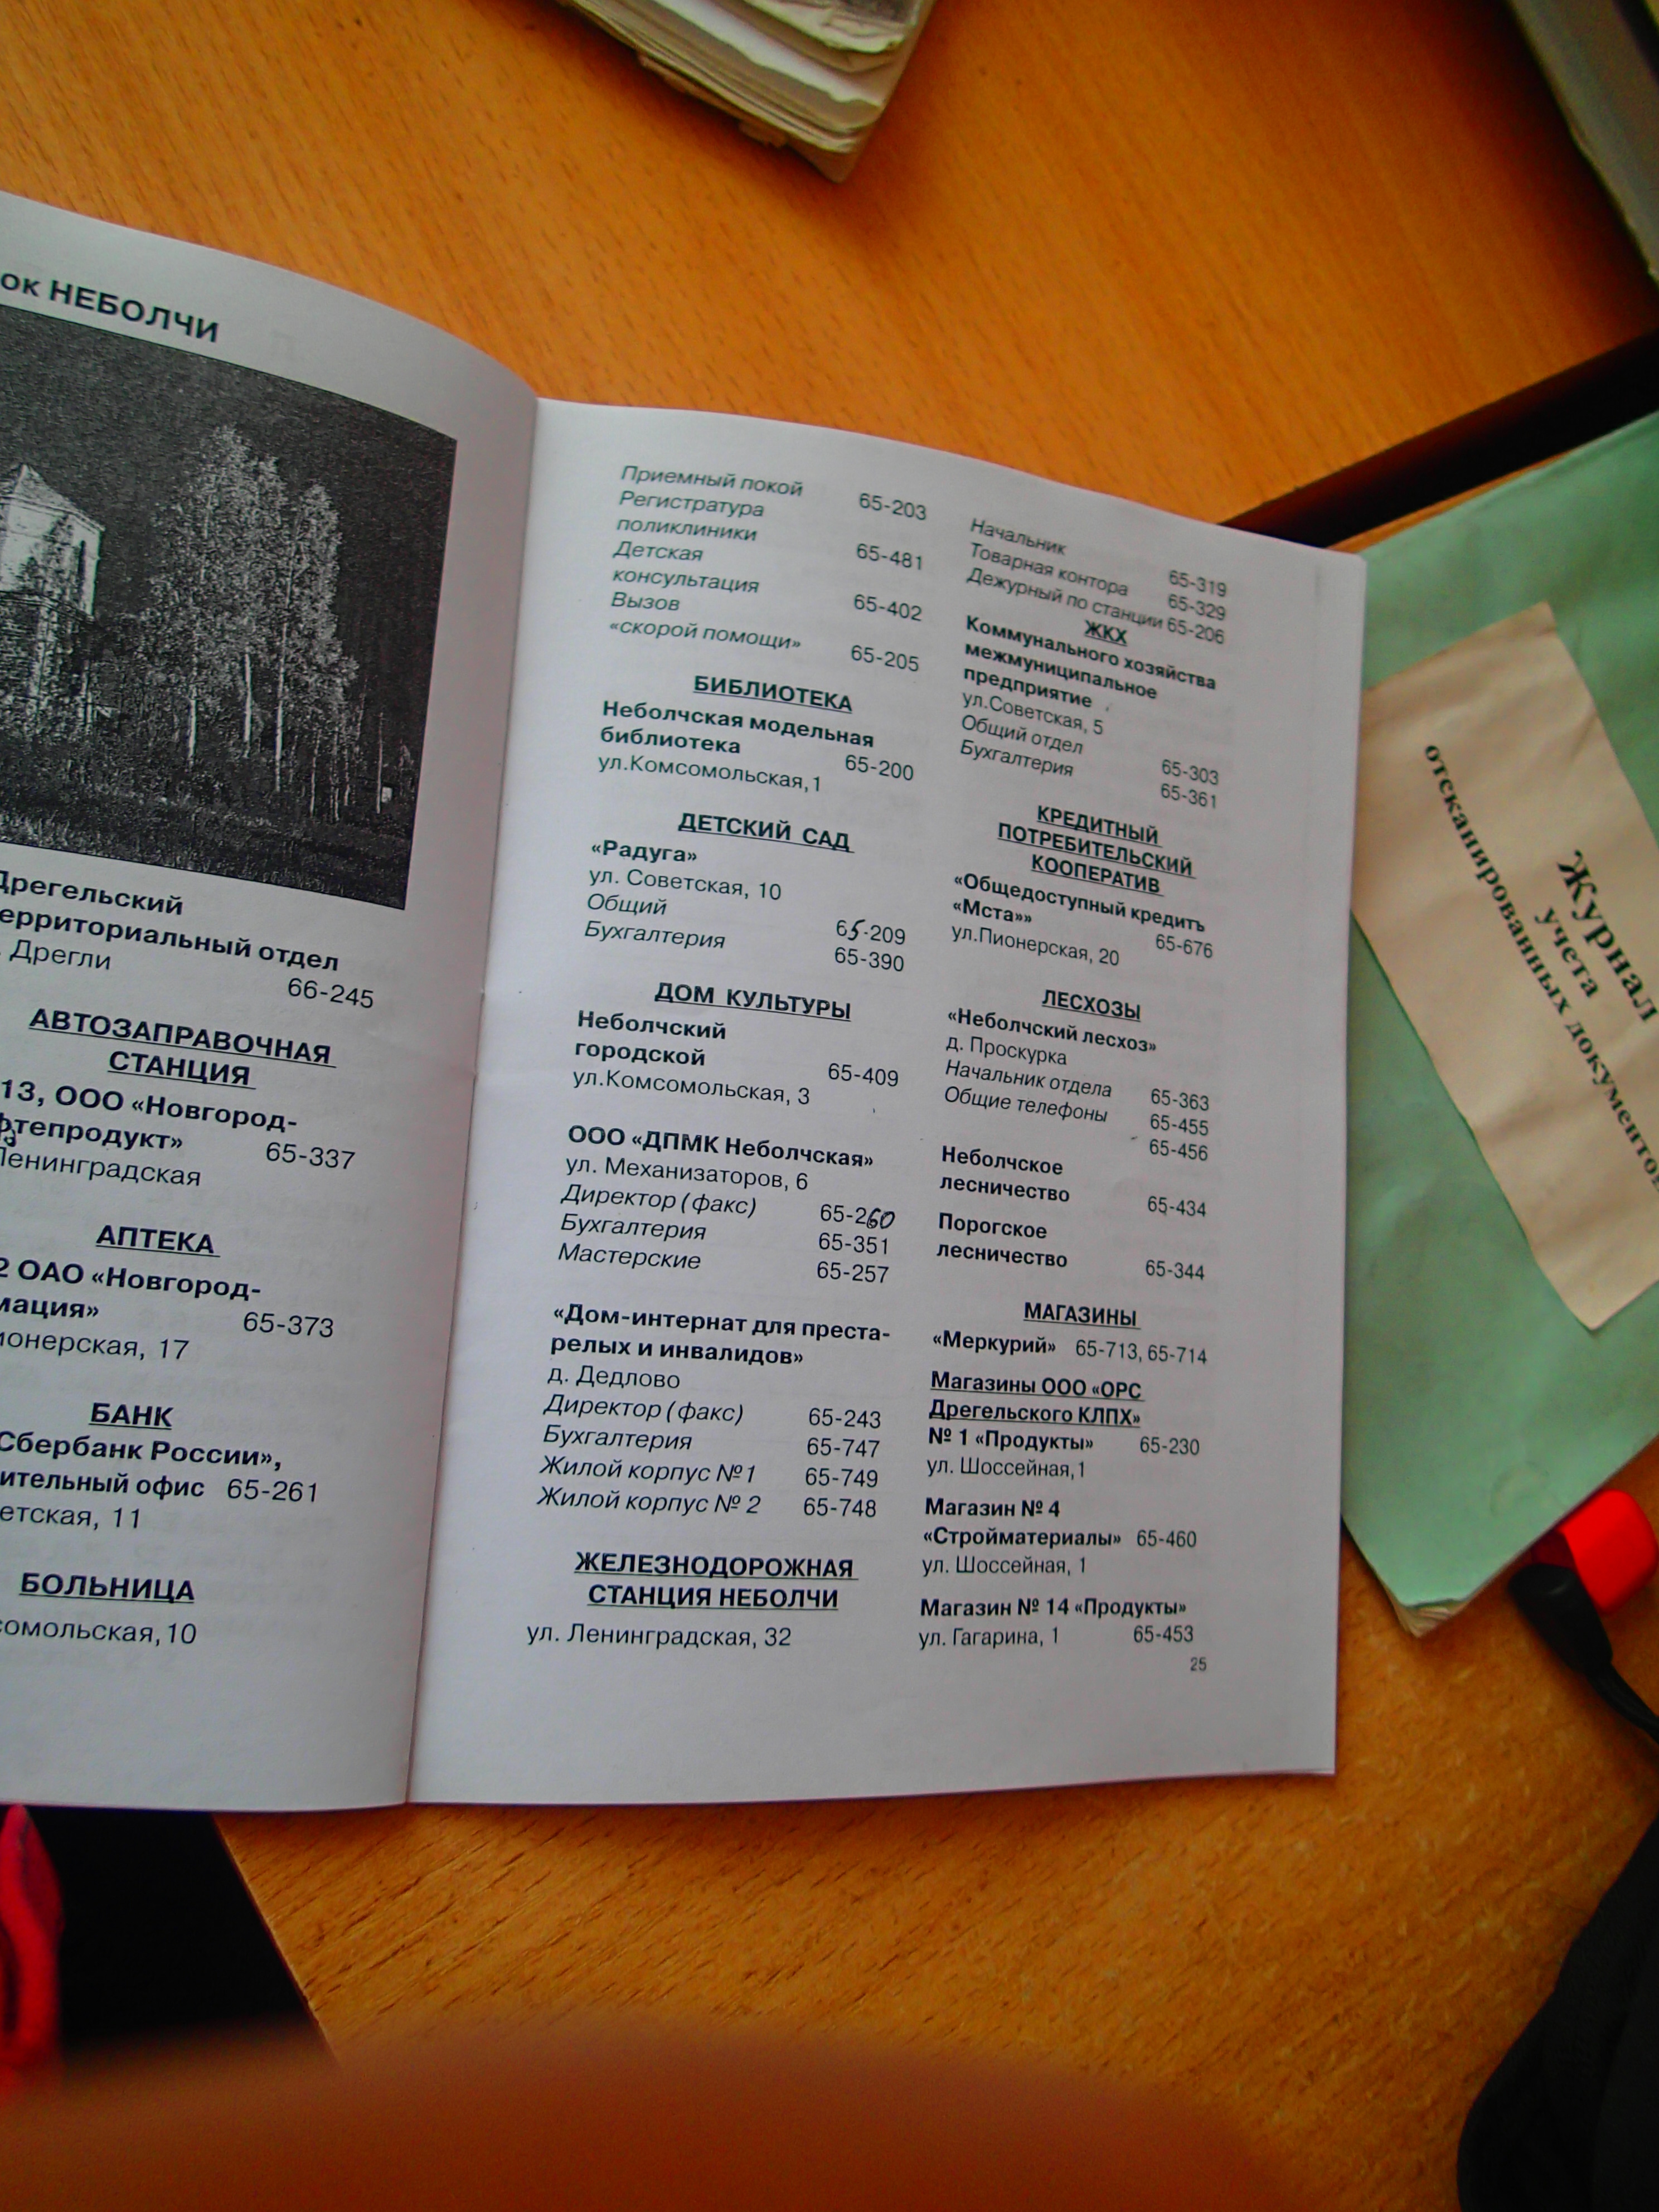 ок НЕБОЛЧИ
Дрегельский
территориальный отдел
Дрегли
66-245
АВТОЗАПРАВОЧНАЯ
СТАНЦИЯ
13, ООО «Новгород-
фтепродукт» 65-337
Ленинградская
АПТЕКА
2 ОАО «Новгород-
мация» 65-373
ионерская, 17
БАНК
Сбербанк России»,
ительный офис 65-261
етская, 11
БОЛЬНИЦА
сомольская,10
Приемный покой 65-203
Регистратура
поликлиники 65-481
Детская
консультация 65-402
Вызов
«скорой помощи» 65-205
БИБЛИОТЕКА
Неболчская модельная
библиотека 65-200
ул.Комсомольская,1
ДЕТСКИЙ САД
«Радуга»
ул. Советская, 10
Общий 65-209
Бухгалтерия 65-390
ДОМ КУЛЬТУРЫ
Неболчский
городской 65-409
ул.Комсомольская, 3
ООО «ДПМК Неболчская»
ул. Механизаторов, 6
Директор (факс) 65-260
Бухгалтерия 65-351
Мастерские 65-257
«Дом-интернат для преста-
релых и инвалидов»
д. Дедлово
Директор (факс) 65-243
Бухгалтерия 65-747
Жилой корпус №1 65-749
Жилой корпус № 2 65-748
ЖЕЛЕЗНОДОРОЖНАЯ
СТАНЦИЯ НЕБОЛЧИ
ул. Ленинградская, 32
Начальник 65-319
Товарная контора 65-329
Дежурный по станции 65-206
ЖКХ
Коммунального хозяйства
межмуниципальное
предприятие
ул.Советская, 5
Общий отдел 65-303
Бухгалтерия 65-361
КРЕДИТНЫЙ
ПОТРЕБИТЕЛЬСКИЙ
КООПЕРАТИВ
«Общедоступный кредитъ
«Мста»» 65-676
ул.Пионерская, 20
ЛЕСХОЗЫ
«Неболчский лесхоз»
д. Проскурка
Начальник отдела 65-363
Общие телефоны 65-455
65-456
Неболчское
лесничество 65-434
Порогское
лесничество 65-344
МАГАЗИНЫ
«Меркурий» 65-713, 65-714
Магазины ООО «ОРС
Дрегельского КЛПХ»
№ 1 «Продукты» 65-230
ул. Шоссейная,1
Магазин № 4
«Стройматериалы» 65-460
ул. Шоссейная, 1
Магазин № 14 «Продукты»
ул. Гагарина, 1 65-453
25
Журнал
учета
отсканированных документов